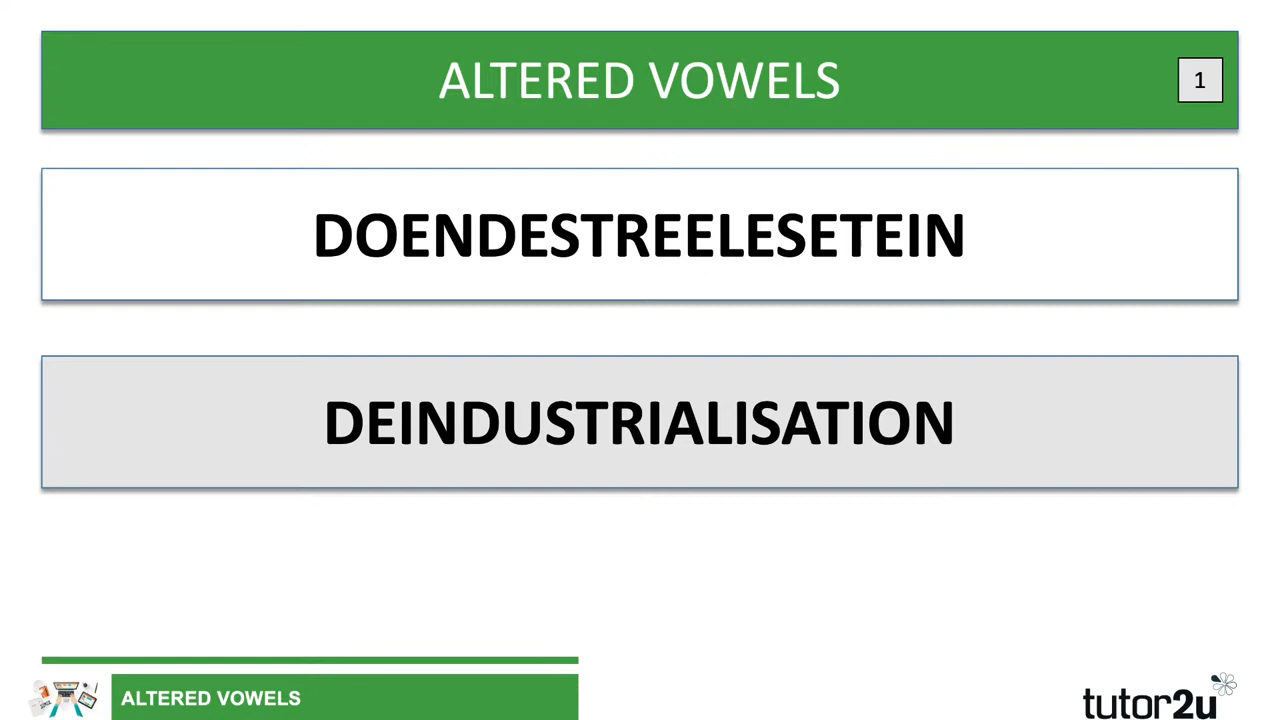 ALTERED VOWELS
1
DOENDESTREELESETEIN
DEINDUSTRIALISATION
ALTERED VOWELS
tutor2u